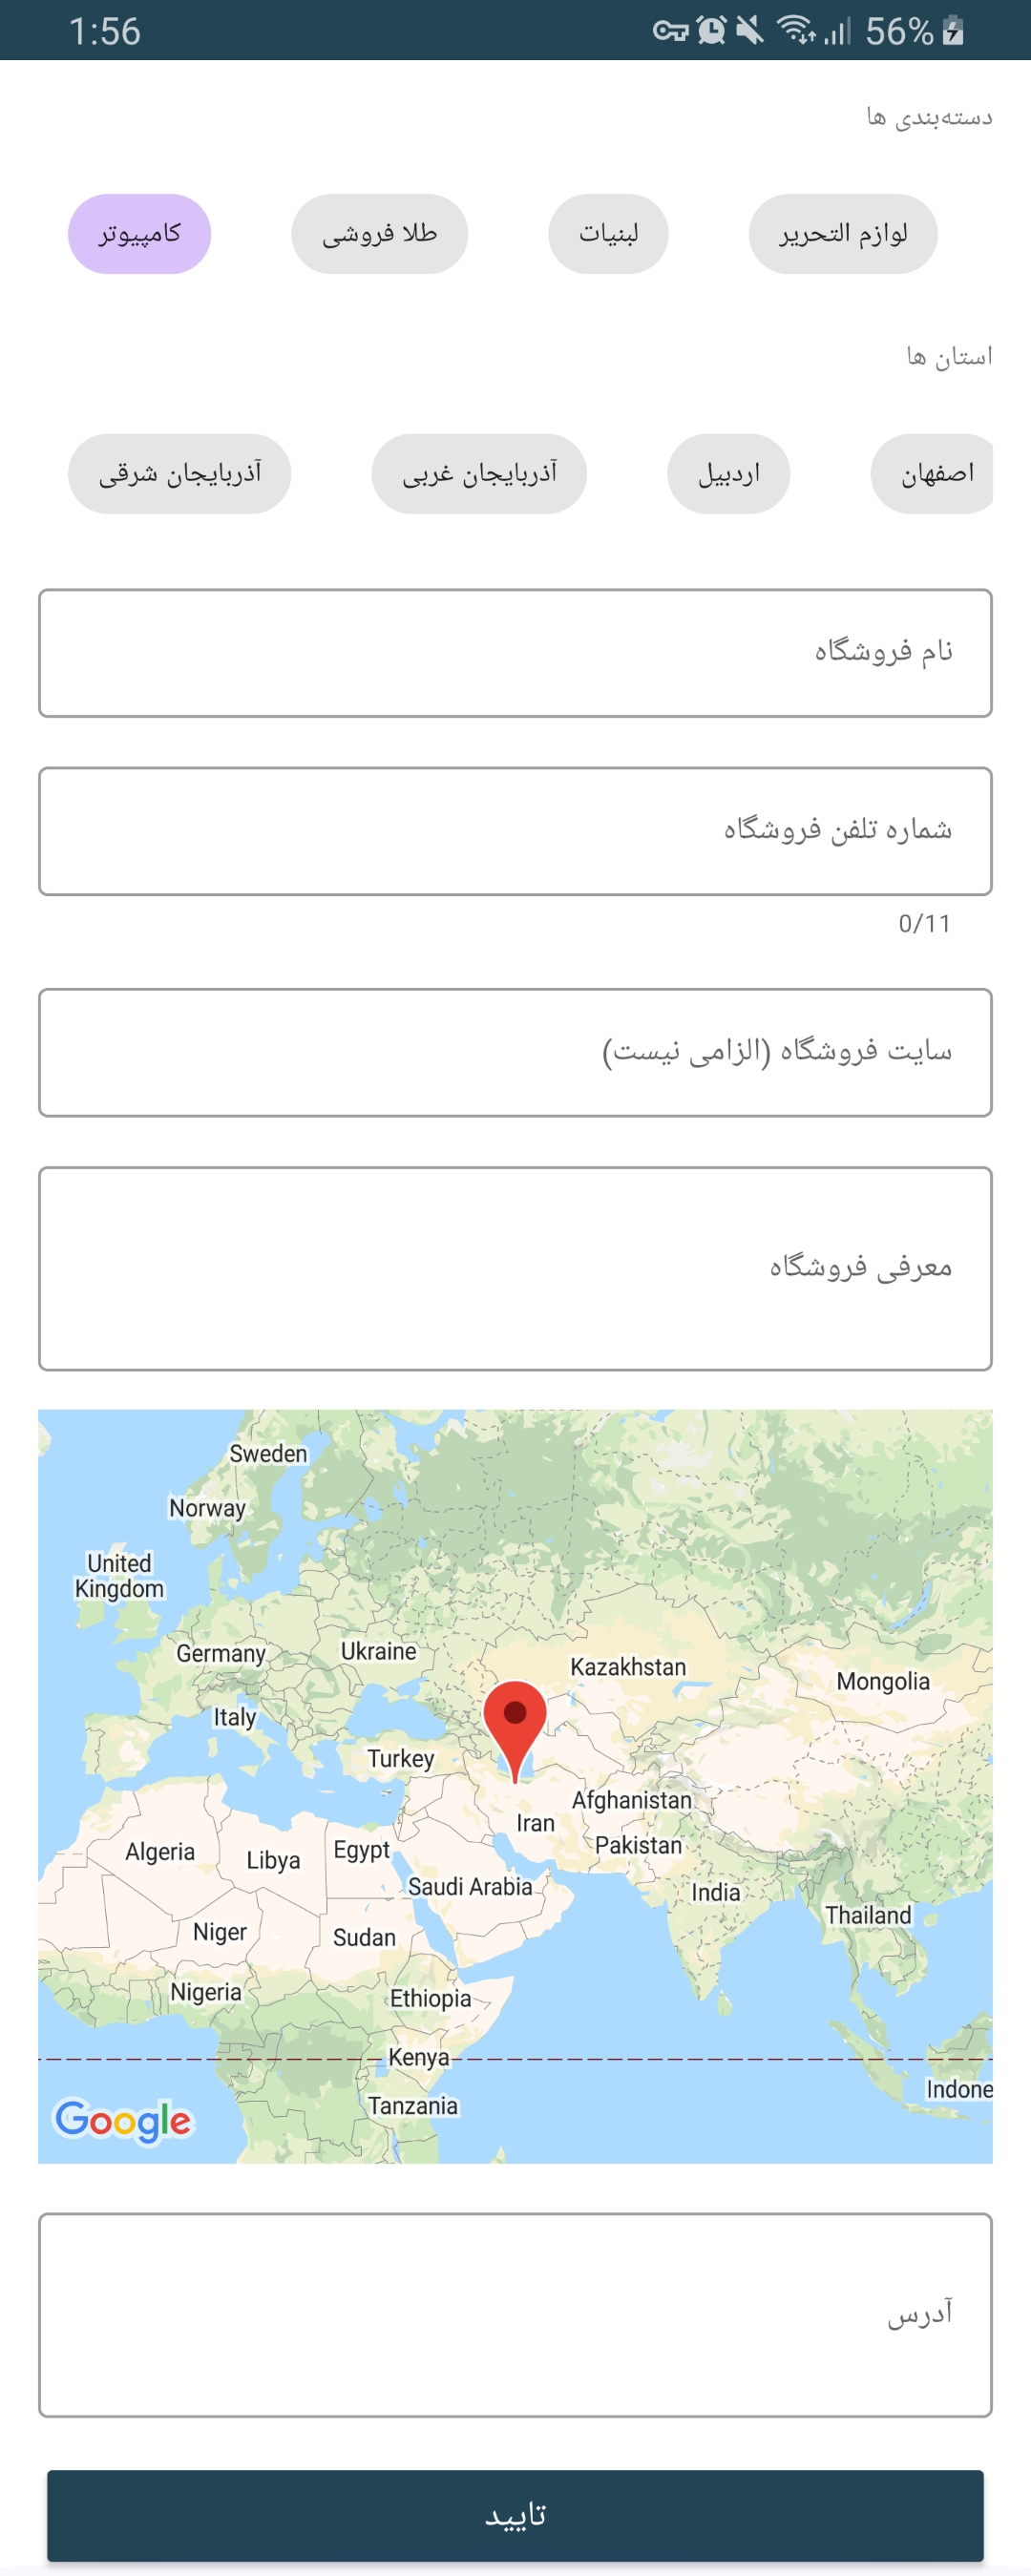 1:56 56%
دسته‌بندی ها
لوازم التحریر لبنیات طلا فروشی کامپیوتر
استان ها
اصفهان اردبیل آذربایجان غربی آذربایجان شرقی
نام فروشگاه
شماره تلفن فروشگاه
0/11
سایت فروشگاه (الزامی نیست)
معرفی فروشگاه
Sweden
Norway
United
Kingdom
Germany Ukraine
Kazakhstan
Mongolia
Italy
Turkey
Afghanistan
Iran
Pakistan
Algeria Libya Egypt
Saudi Arabia
India
Thailand
Niger Sudan
Nigeria Ethiopia
Kenya
Indone
Tanzania
Google
آدرس
تایید